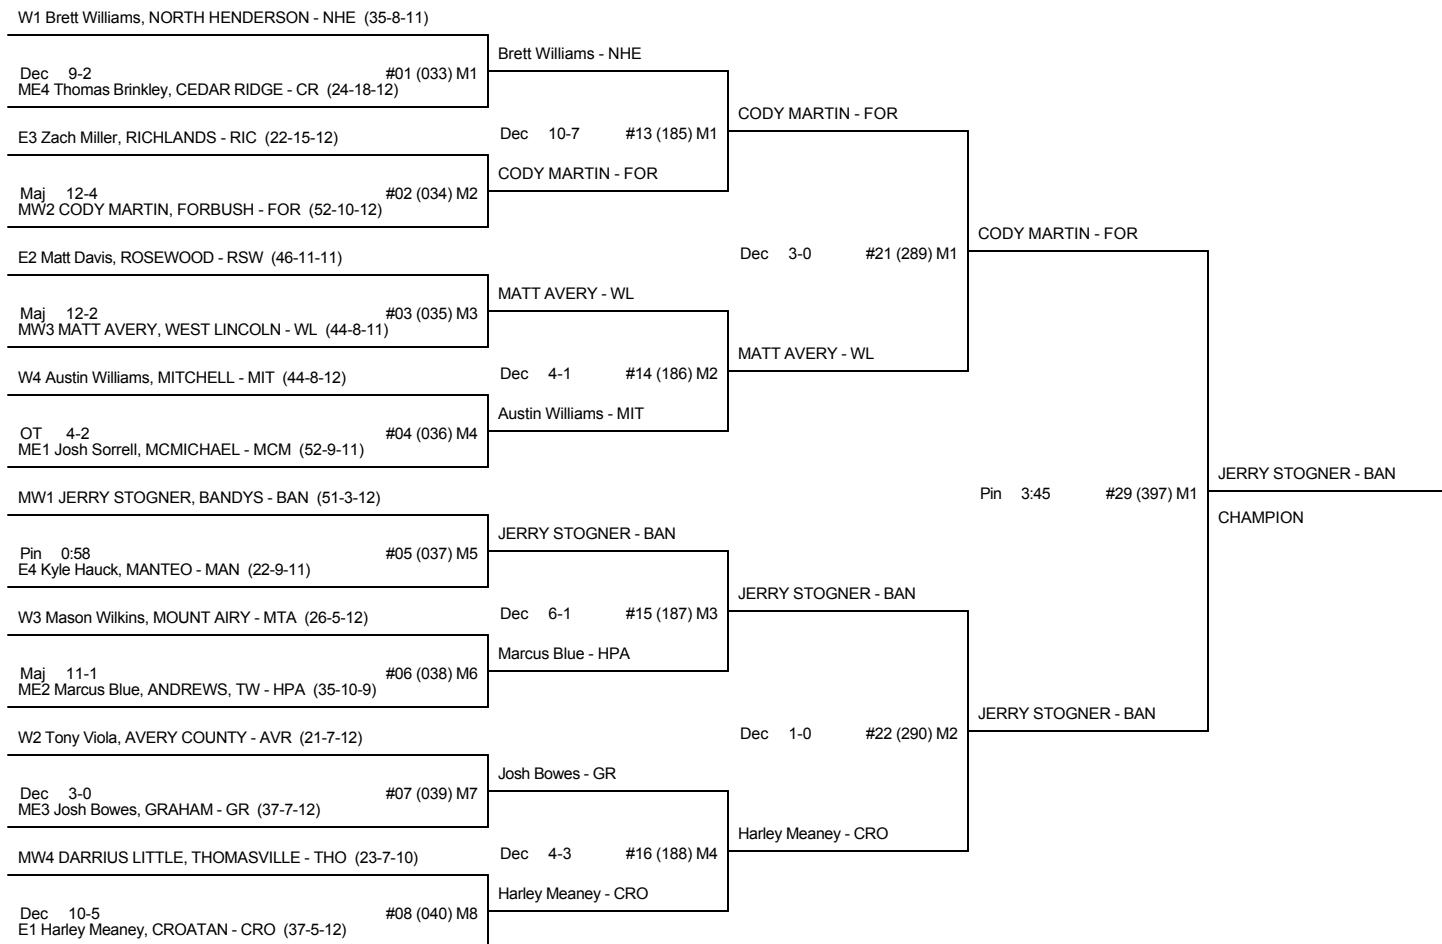 W1 Brett Williams, NORTH HENDERSON - NHE (35-8-11)
Brett Williams - NHE
Dec 9-2 #01 (033) M1
ME4 Thomas Brinkley, CEDAR RIDGE - CR (24-18-12)
CODY MARTIN - FOR
E3 Zach Miller, RICHLANDS - RIC (22-15-12)
Dec 10-7 #13 (185) M1
CODY MARTIN - FOR
Maj 12-4 #02 (034) M2
MW2 CODY MARTIN, FORBUSH - FOR (52-10-12)
CODY MARTIN - FOR
E2 Matt Davis, ROSEWOOD - RSW (46-11-11)
Dec 3-0 #21 (289) M1
MATT AVERY - WL
Maj 12-2 #03 (035) M3
MW3 MATT AVERY, WEST LINCOLN - WL (44-8-11)
MATT AVERY - WL
W4 Austin Williams, MITCHELL - MIT (44-8-12)
Dec 4-1 #14 (186) M2
Austin Williams - MIT
OT 4-2 #04 (036) M4
ME1 Josh Sorrell, MCMICHAEL - MCM (52-9-11)
JERRY STOGNER - BAN
MW1 JERRY STOGNER, BANDYS - BAN (51-3-12)
Pin 3:45 #29 (397) M1
CHAMPION
JERRY STOGNER - BAN
Pin 0:58 #05 (037) M5
E4 Kyle Hauck, MANTEO - MAN (22-9-11)
JERRY STOGNER - BAN
W3 Mason Wilkins, MOUNT AIRY - MTA (26-5-12)
Dec 6-1 #15 (187) M3
Marcus Blue - HPA
Maj 11-1 #06 (038) M6
ME2 Marcus Blue, ANDREWS, TW - HPA (35-10-9)
JERRY STOGNER - BAN
W2 Tony Viola, AVERY COUNTY - AVR (21-7-12)
Dec 1-0 #22 (290) M2
Josh Bowes - GR
Dec 3-0 #07 (039) M7
ME3 Josh Bowes, GRAHAM - GR (37-7-12)
Harley Meaney - CRO
MW4 DARRIUS LITTLE, THOMASVILLE - THO (23-7-10)
Dec 4-3 #16 (188) M4
Harley Meaney - CRO
Dec 10-5 #08 (040) M8
E1 Harley Meaney, CROATAN - CRO (37-5-12)